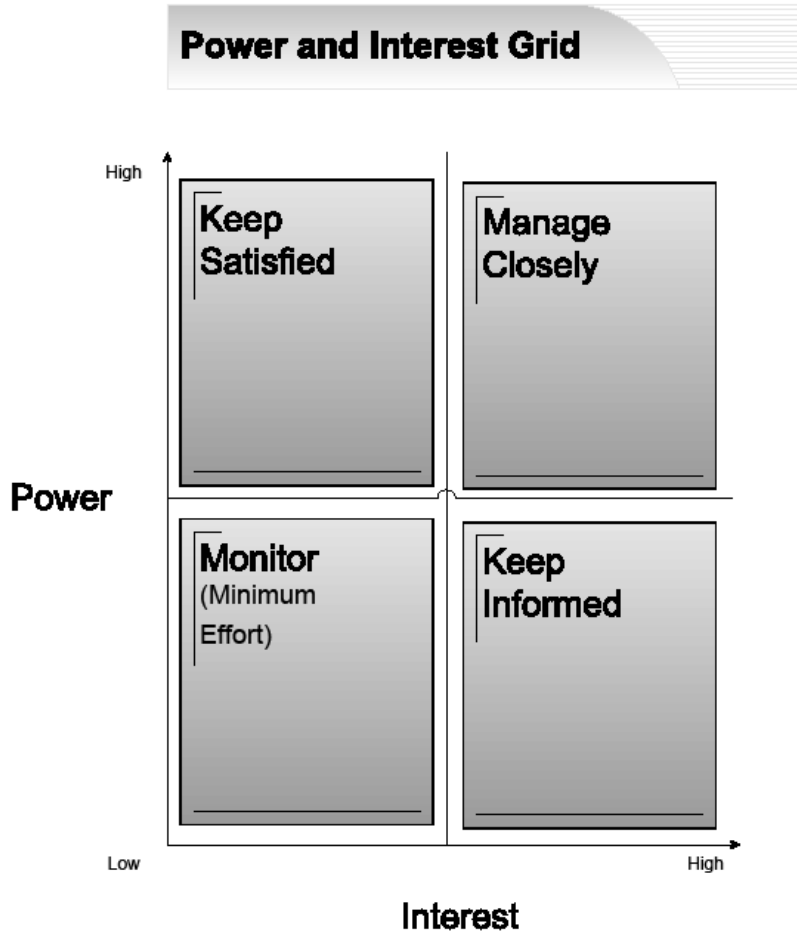 Power and Interest Grid
High
Keep
Satisfied
Manage
Closely
Power
Monitor
(Minimum
Effort)
Keep
Informed
Low
High
Interest